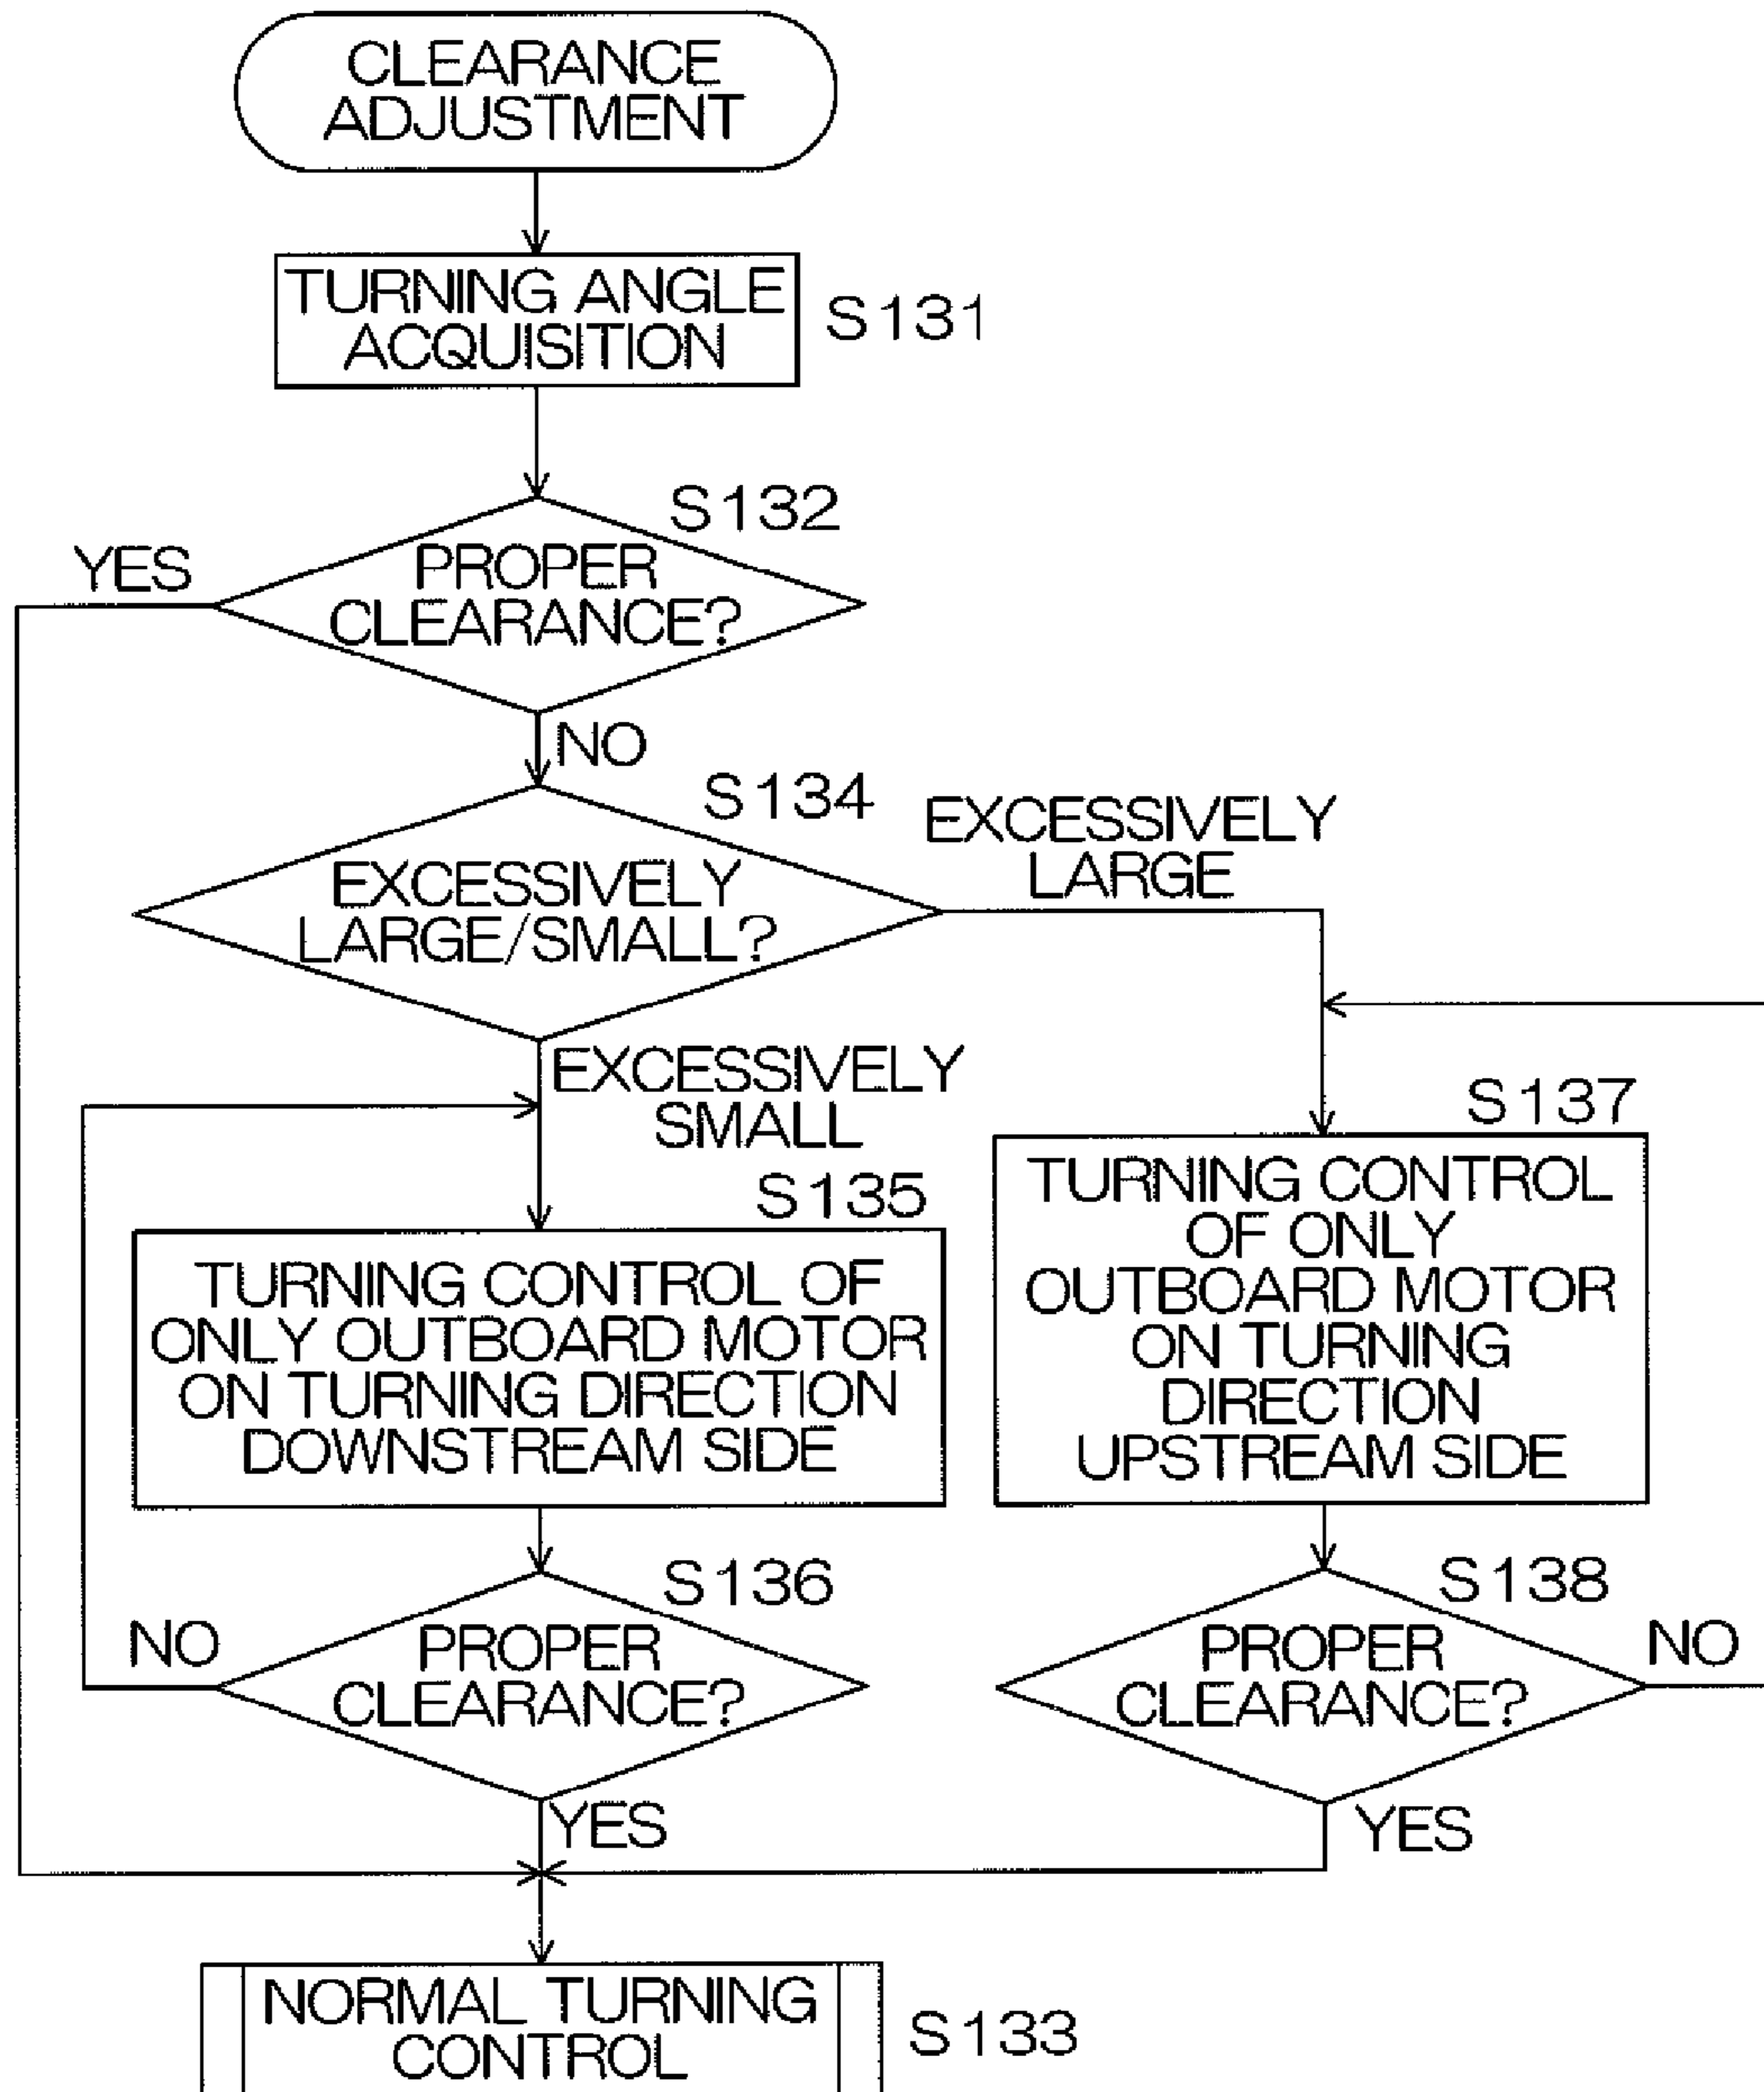 CLEARANCE
ADJUSTMENT
TURNING ANGLE
ACQUISITION
S131
S132
YES
PROPER
CLEARANCE?
NO
S134
EXCESSIVELY
LARGE
EXCESSIVELY
LARGE/SMALL?
EXCESSIVELY
SMALL
S135
S137
TURNING CONTROL OF
ONLY OUTBOARD MOTOR
ON TURNING DIRECTION
DOWNSTREAM SIDE
TURNING CONTROL
OF ONLY
OUTBOARD MOTOR
ON TURNING
DIRECTION
UPSTREAM SIDE
S136
NO
PROPER
CLEARANCE?
YES
S138
PROPER
CLEARANCE?
NO
YES
NORMAL TURNING
CONTROL
S133